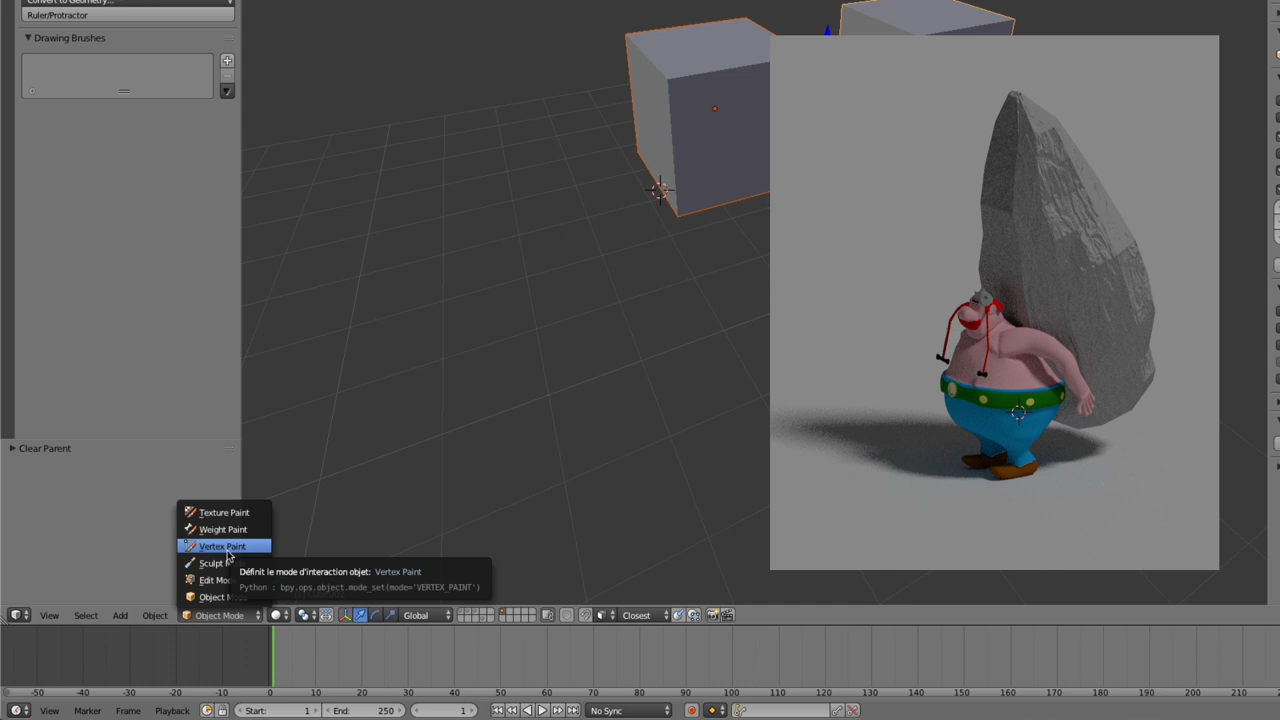 Convert to Geometry...
Ruler/Protractor
Drawing Brushes
Clear Parent
Texture Paint
Weight Paint
Vertex Paint
Sculpt
Edit Mo
Object M
Définit le mode d'interaction objet: Vertex Paint
Python : bpy.ops.object.mode_set(mode='VERTEX_PAINT')
View Select Add Object Object Mode Global Closest
-50 -40 -30 -20 -10 0 10 20 30 40 50 60 70 80 90 100 110 120 130 140 150 160 170 180 190 200 210
View Marker Frame Playback Start: 1 End: 250 1 No Sync